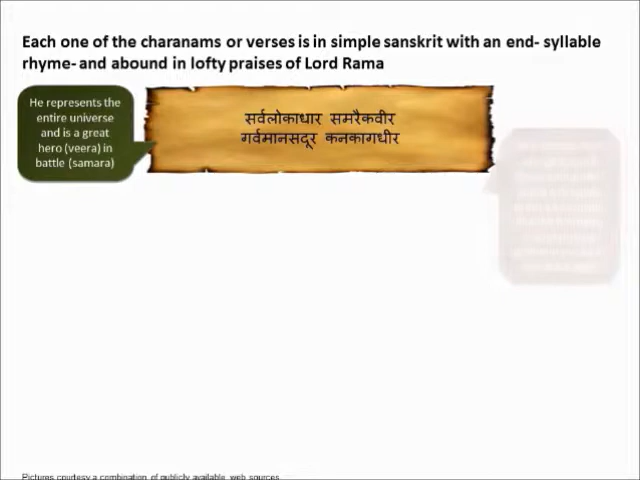 Each one of the charanams or verses is in simple sanskrit with an end- syllable
rhyme- and abound in lofty praises of Lord Rama
He represents the
entire universe
and is a great
hero (veera) in
battle (samara)
सर्वलोकाधार समरैकवीर
गर्वमानसदूर कनकागधीर
Pictures courtesy a combination of publicly available web sources